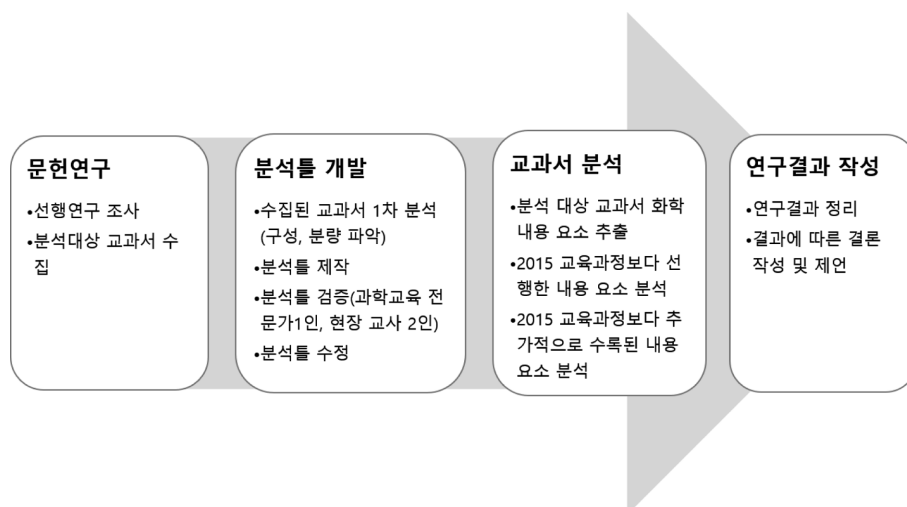 문헌연구
•선행연구 조사
•분석대상 교과서 수
집
분석틀 개발
•수집된 교과서 1차 분석
(구성, 분량 파악)
•분석틀 제작
•분석틀 검증(과학교육 전
문가1인, 현장 교사 2인)
•분석틀 수정
교과서 분석
•분석 대상 교과서 화학
내용 요소 추출
•2015 교육과정보다 선
행한 내용 요소 분석
•2015 교육과정보다 추
가적으로 수록된 내용
요소 분석
연구결과 작성
•연구결과 정리
•결과에 따른 결론
작성 및 제언